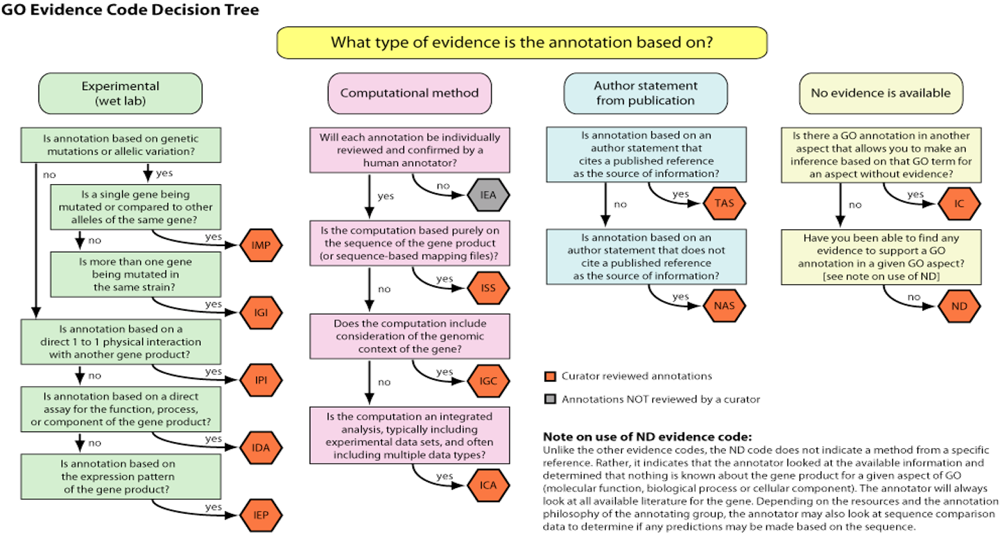 GO Evidence Code Decision Tree
What type of evidence is the annotation based on?
Experimental
(wet lab)
Is annotation based on genetic
mutations or allelic variation?
no
yes
Is a single gene being
mutated or compared to other
alleles of the same gene?
yes
IMP
no
Is more than one gene
being mutated in
the same strain?
yes
IGI
Is annotation based on a
direct 1 to 1 physical interaction
with another gene product?
yes
IPI
no
Is annotation based on a direct
assay for the function, process,
or component of the gene product?
yes
IDA
no
Is annotation based on
the expression pattern
of the gene product?
yes
IEP
Computational method
Will each annotation be individually
reviewed and confirmed by a
human annotator?
no
IEA
yes
Is the computation based purely on
the sequence of the gene product
(or sequence-based mapping files)?
yes
ISS
no
Does the computation include
consideration of the genomic
context of the gene?
yes
IGC
no
Is the computation an integrated
analysis, typically including
experimental data sets, and often
including multiple data types?
yes
ICA
Author statement
from publication
Is annotation based on an
author statement that
cites a published reference
as the source of information?
yes
TAS
no
Is annotation based on an
author statement that does not
cite a published reference
as the source of information?
yes
NAS
No evidence is available
Is there a GO annotation in another
aspect that allows you to make an
inference based on that GO term for
an aspect without evidence?
yes
IC
no
Have you been able to find any
evidence to support a GO
annotation in a given GO aspect?
[see note on use of ND]
no
ND
Curator reviewed annotations
Annotations NOT reviewed by a curator
Note on use of ND evidence code:
Unlike the other evidence codes, the ND code does not indicate a method from a specific
reference. Rather, it indicates that the annotator looked at the available information and
determined that nothing is known about the gene product for a given aspect of GO
(molecular function, biological process or cellular component). The annotator will always
look at all available literature for the gene. Depending on the resources and the annotation
philosophy of the annotating group, the annotator may also look at sequence comparison
data to determine if any predictions may be made based on the sequence.